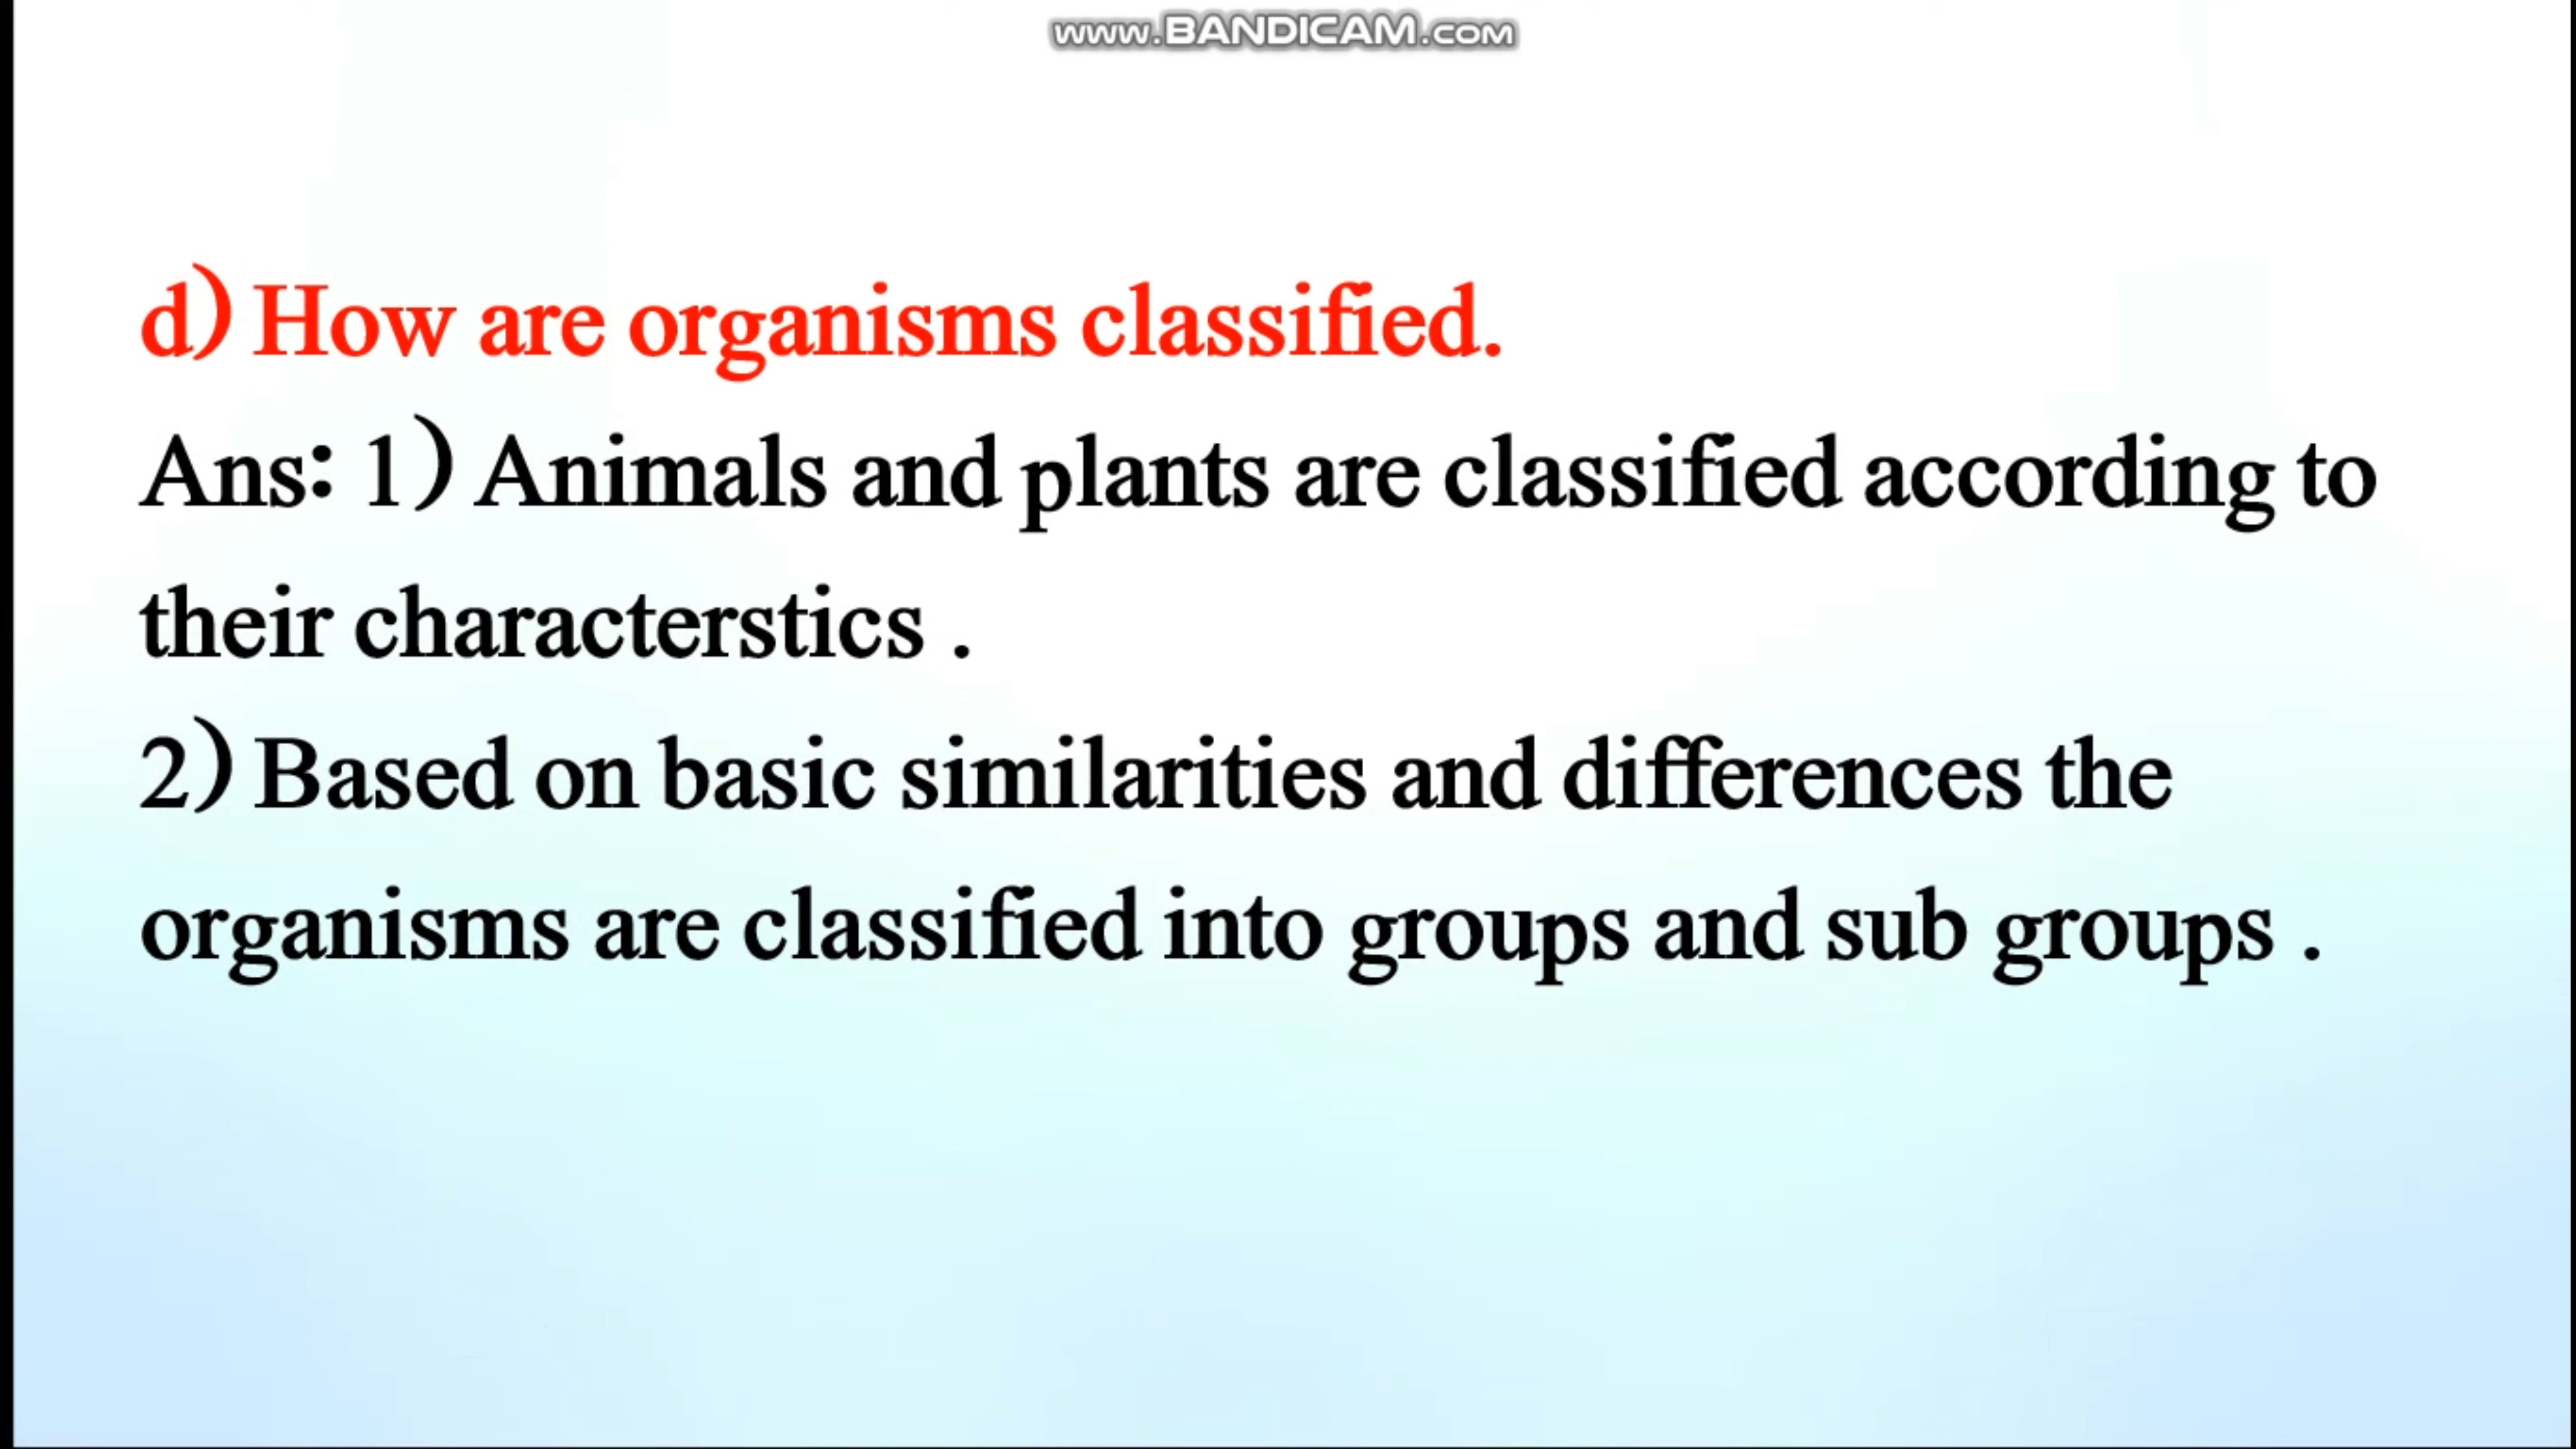 www.BANDICAM.com
d) How are organisms classified.
Ans: 1) Animals and plants are classified according to
their characterstics .
2) Based on basic similarities and differences the
organisms are classified into groups and sub groups .